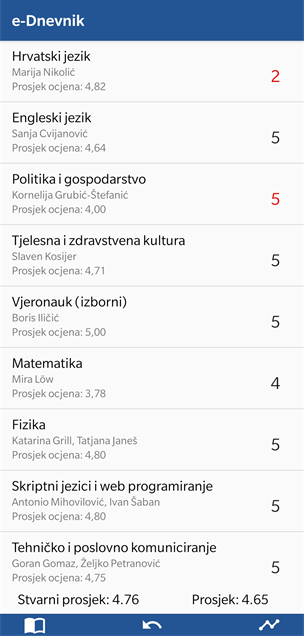 e-Dnevnik
Hrvatski jezik
Marija Nikolić
Prosjek ocjena: 4,82
2
Engleski jezik
Sanja Cvijanović
Prosjek ocjena: 4,64
5
Politika i gospodarstvo
Kornelija Grubić-Štefanić
Prosjek ocjena: 4,00
5
Tjelesna i zdravstvena kultura
Slaven Kosijer
Prosjek ocjena: 4,71
5
Vjeronauk (izborni)
Boris Iličić
Prosjek ocjena: 5,00
5
Matematika
Mira Löw
Prosjek ocjena: 3,78
4
Fizika
Katarina Grill, Tatjana Janeš
Prosjek ocjena: 4,80
5
Skriptni jezici i web programiranje
Antonio Mihovilović, Ivan Šaban
Prosjek ocjena: 4,80
5
Tehničko i poslovno komuniciranje
Goran Gomaz, Željko Petranović
Prosjek ocjena: 4,75
5
Stvarni prosjek: 4.76 Prosjek: 4.65